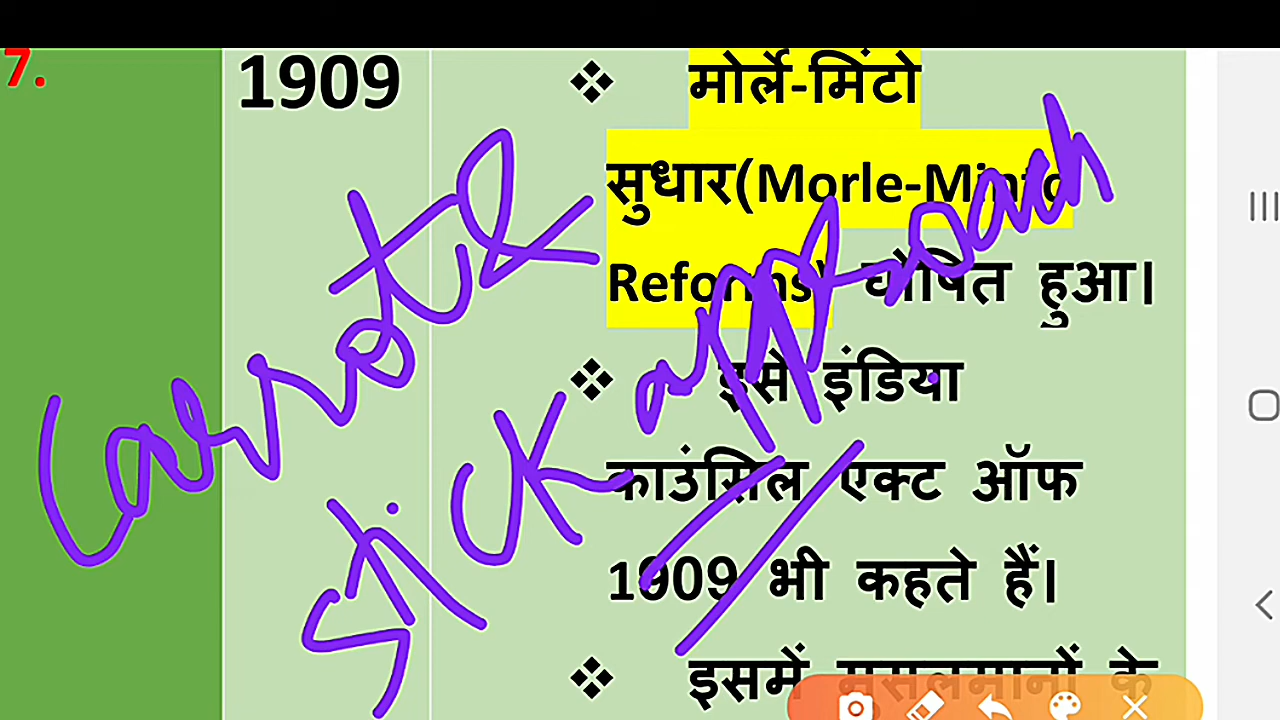 7.
1909
❖ मोर्ले-मिंटो
सुधार(Morle-Minto
Reforms) घोषित हुआ।
❖ इसे इंडिया
काउंसिल एक्ट ऑफ
1909 भी कहते हैं।
❖ इसमें मुसलमानों के
Carrot &
Stick approach